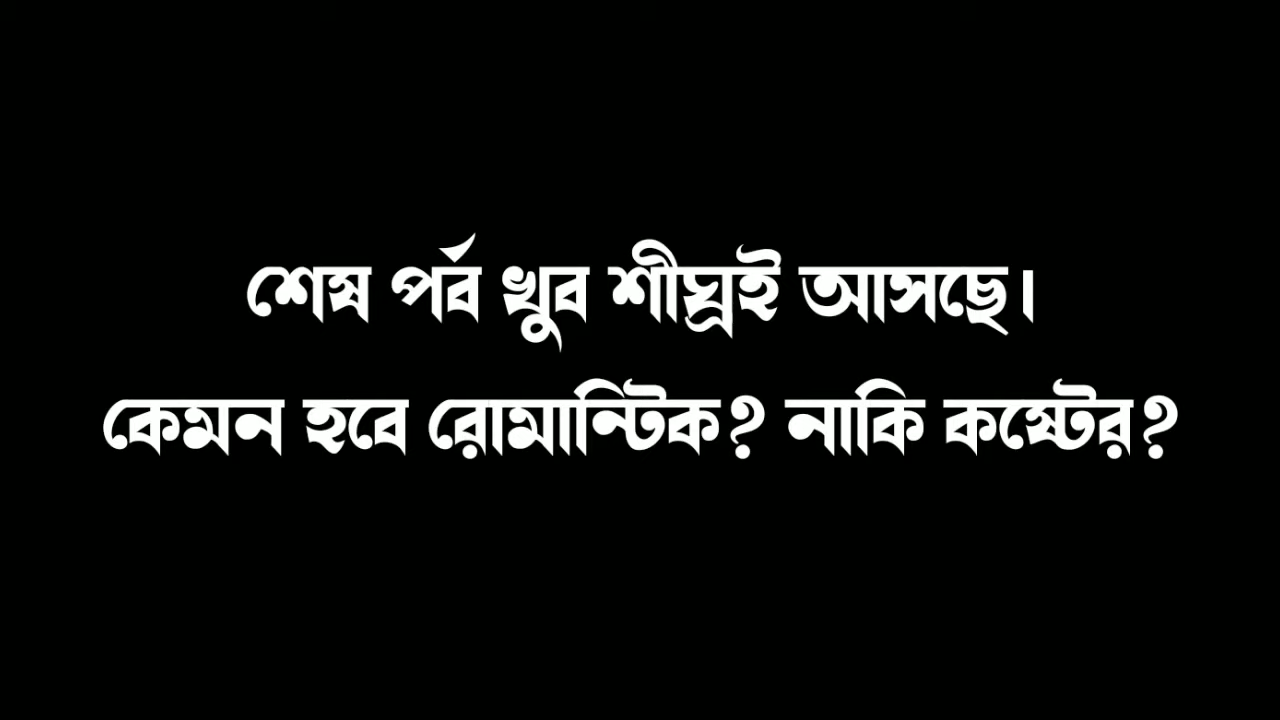 শেষ পর্ব খুব শীঘ্রই আসছে।
কেমন হবে রোমান্টিক? নাকি কষ্টের?